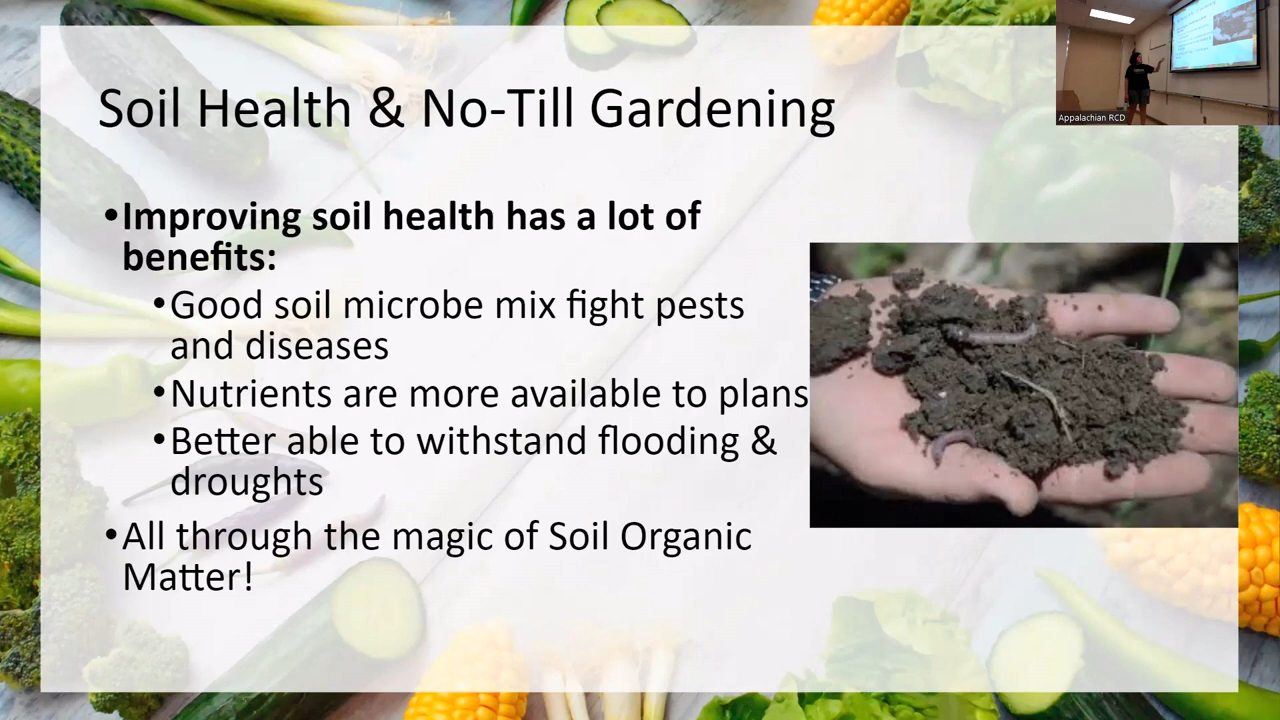 Soil Health & No-Till Gardening
•Improving soil health has a lot of
benefits:
•Good soil microbe mix fight pests
and diseases
•Nutrients are more available to plans
•Better able to withstand flooding &
droughts
•All through the magic of Soil Organic
Matter!
Appalachian RCD